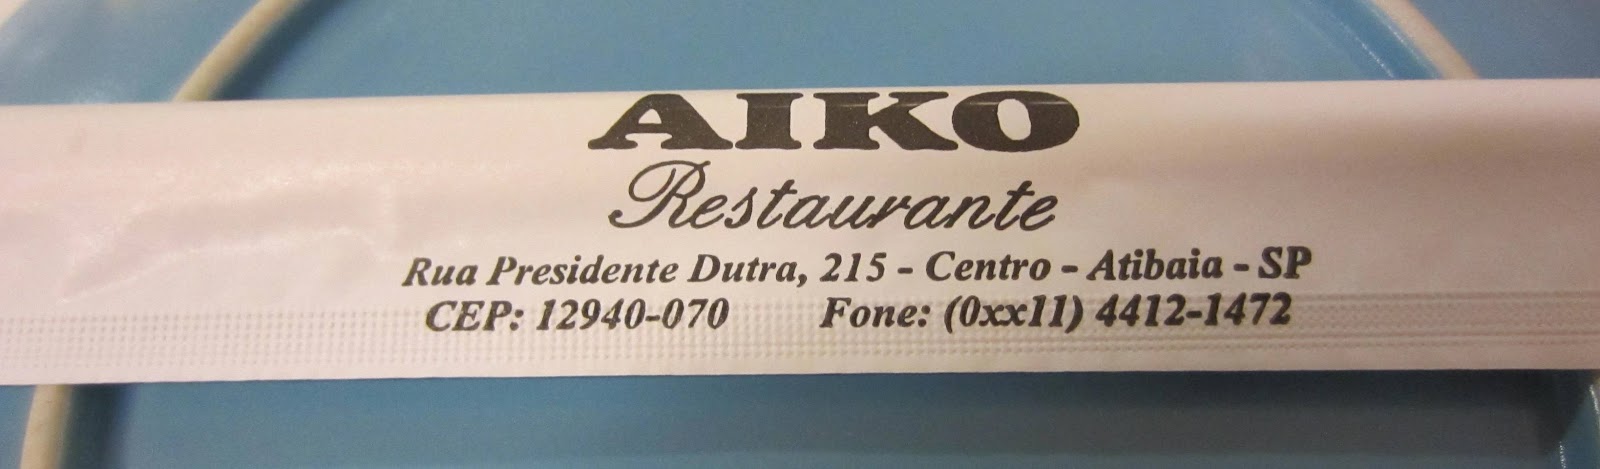 AIKO
Restaurante
Rua Presidente Dutra, 215 - Centro - Atibaia - SP
CEP: 12940-070 Fone: (0xx11) 4412-1472